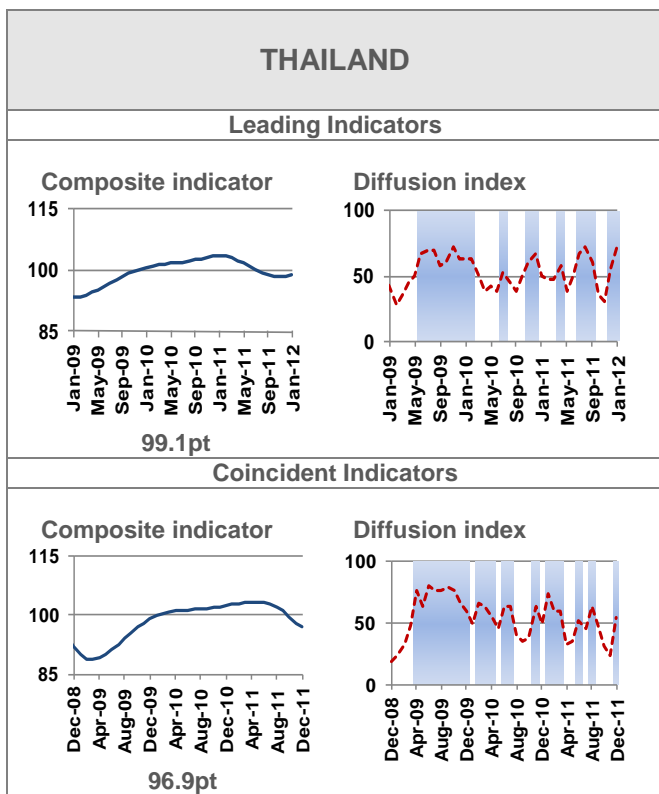 THAILAND
Leading Indicators
Composite indicator
115
100
85
Jan-09
May-09
Sep-09
Jan-10
May-10
Sep-10
Jan-11
May-11
Sep-11
Jan-12
99.1pt
Diffusion index
100
50
0
Jan-09
May-09
Sep-09
Jan-10
May-10
Sep-10
Jan-11
May-11
Sep-11
Jan-12
Coincident Indicators
Composite indicator
115
100
85
Dec-08
Apr-09
Aug-09
Dec-09
Apr-10
Aug-10
Dec-10
Apr-11
Aug-11
Dec-11
96.9pt
Diffusion index
100
50
0
Dec-08
Apr-09
Aug-09
Dec-09
Apr-10
Aug-10
Dec-10
Apr-11
Aug-11
Dec-11